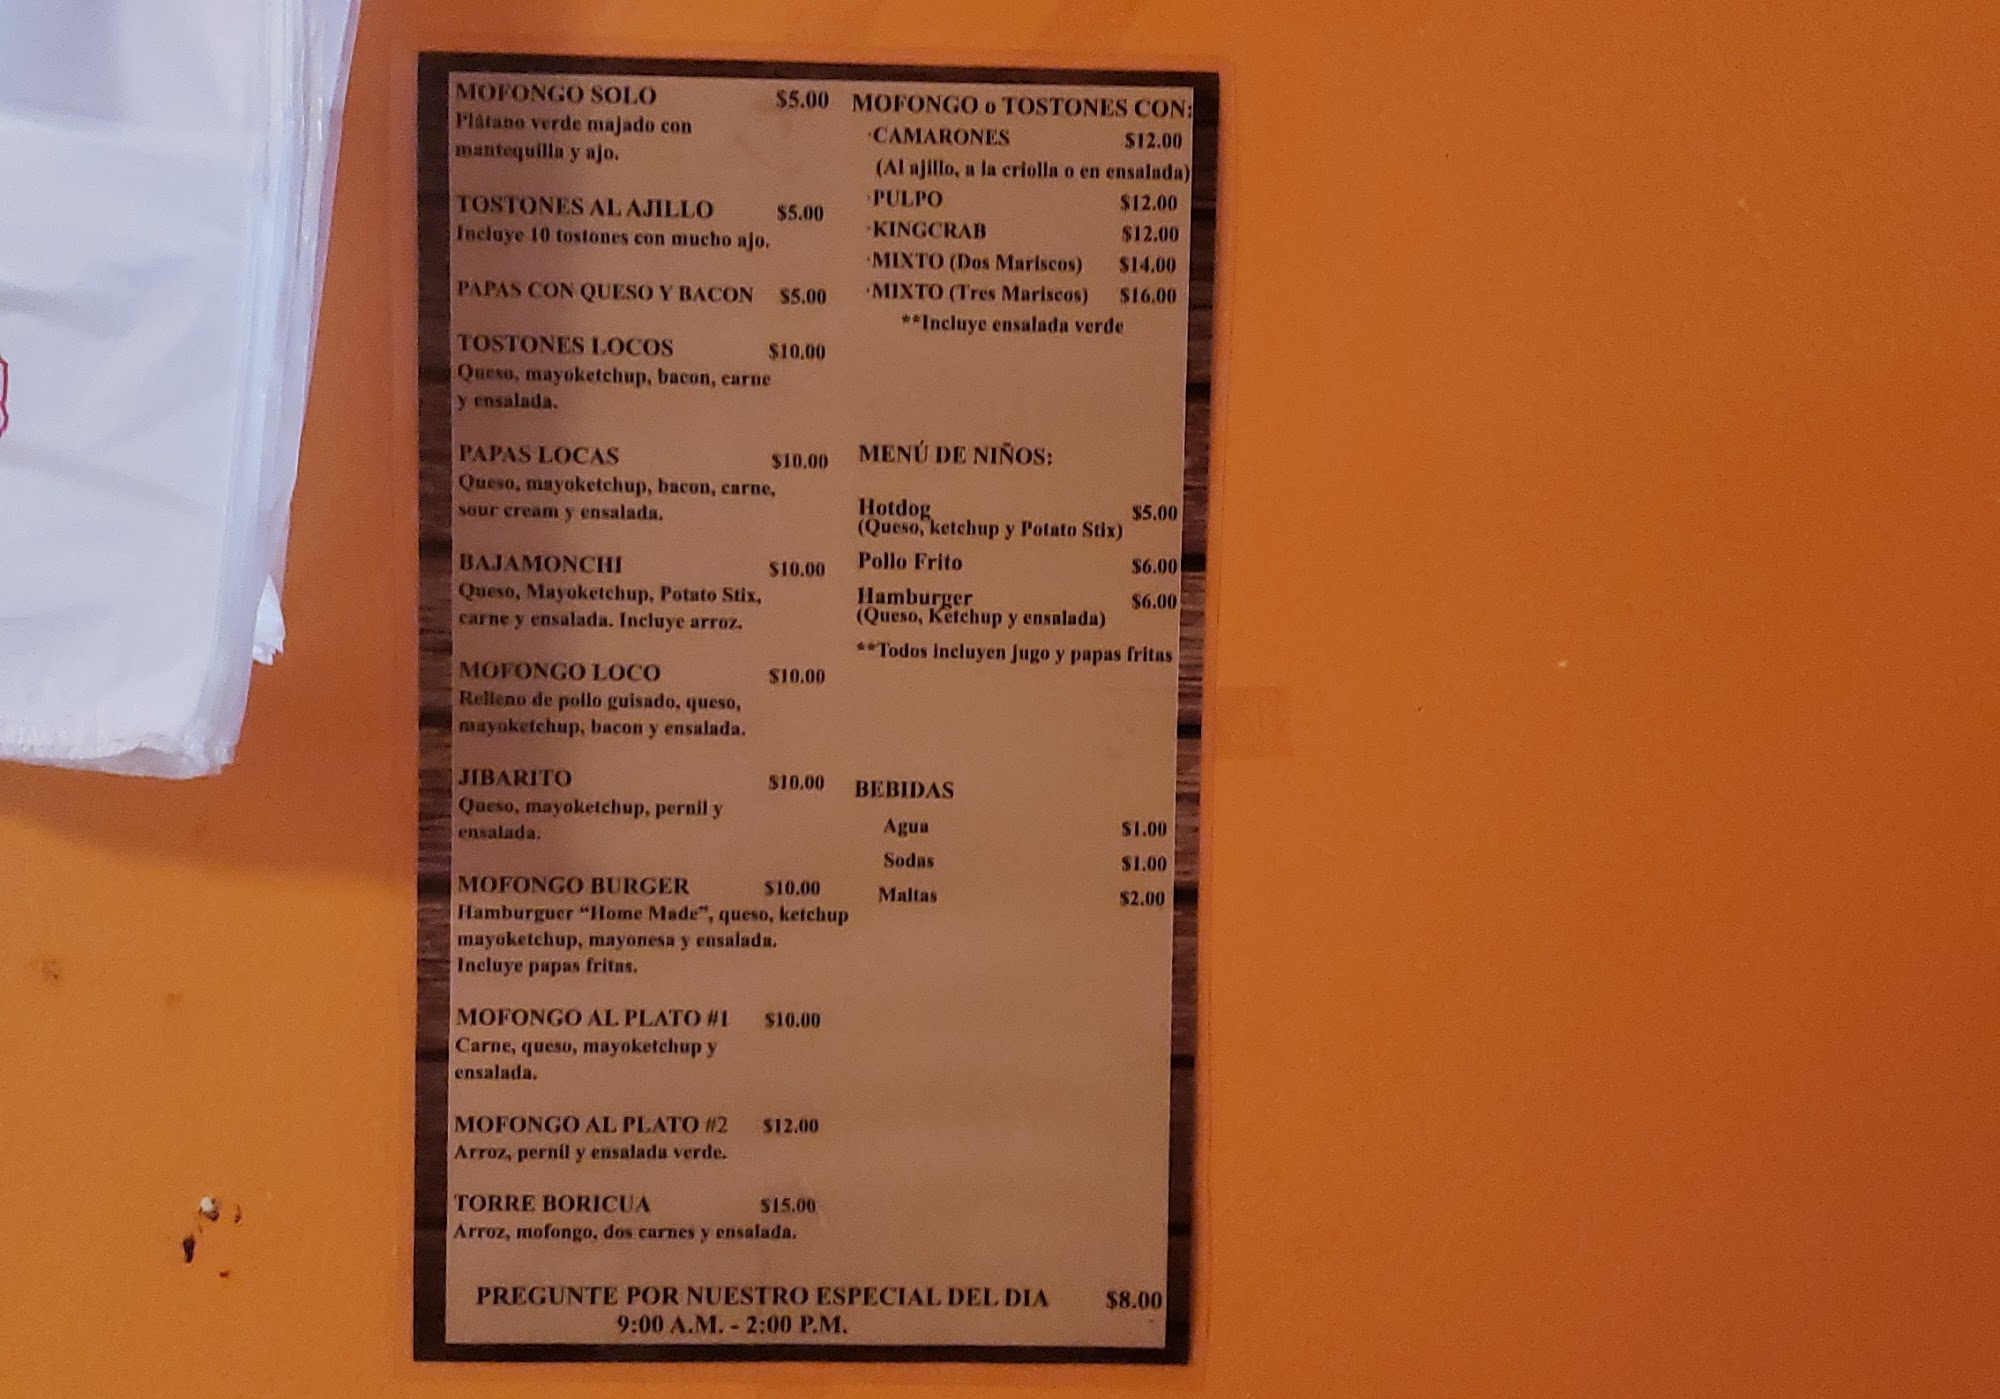 MOFONGO SOLO $5.00
Plátano verde majado con
mantequilla y ajo.
TOSTONES AL AJILLO $5.00
Incluye 10 tostones con mucho ajo.
PAPAS CON QUESO Y BACON $5.00
TOSTONES LOCOS $10.00
Queso, mayoketchup, bacon, carne
y ensalada.
PAPAS LOCAS $10.00
Queso, mayoketchup, bacon, carne,
sour cream y ensalada.
BAJAMONCHI $10.00
Queso, Mayoketchup, Potato Stix,
carne y ensalada. Incluye arroz.
MOFONGO LOCO $10.00
Relleno de pollo guisado, queso,
mayoketchup, bacon y ensalada.
JIBARITO $10.00
Queso, mayoketchup, pernil y
ensalada.
MOFONGO BURGER $10.00
Hamburguer “Home Made”, queso, ketchup
mayoketchup, mayonesa y ensalada.
Incluye papas fritas.
MOFONGO AL PLATO #1 $10.00
Carne, queso, mayoketchup y
ensalada.
MOFONGO AL PLATO #2 $12.00
Arroz, pernil y ensalada verde.
TORRE BORICUA $15.00
Arroz, mofongo, dos carnes y ensalada.
MOFONGO o TOSTONES CON:
·CAMARONES $12.00
(Al ajillo, a la criolla o en ensalada)
·PULPO $12.00
·KINGCRAB $12.00
·MIXTO (Dos Mariscos) $14.00
·MIXTO (Tres Mariscos) $16.00
**Incluye ensalada verde
MENÚ DE NIÑOS:
Hotdog $5.00
(Queso, ketchup y Potato Stix)
Pollo Frito $6.00
Hamburger $6.00
(Queso, Ketchup y ensalada)
**Todos incluyen jugo y papas fritas
BEBIDAS
Agua $1.00
Sodas $1.00
Maltas $2.00
PREGUNTE POR NUESTRO ESPECIAL DEL DIA $8.00
9:00 A.M. - 2:00 P.M.